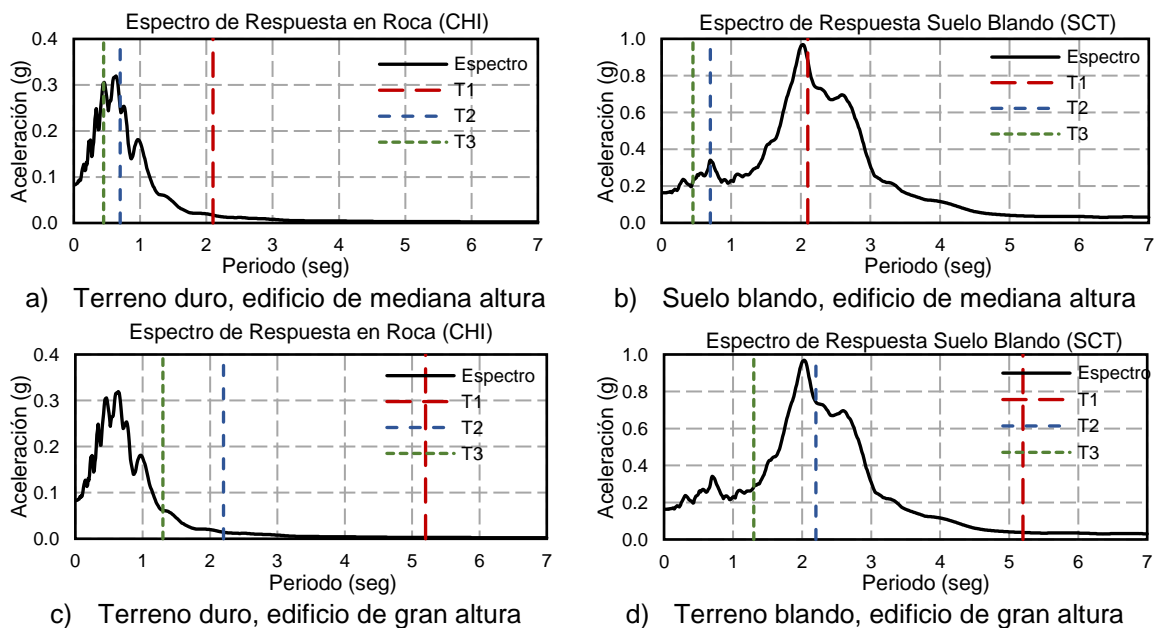 Espectro de Respuesta en Roca (CHI)
Aceleración (g)
0.4
0.3
0.2
0.1
0.0
0 1 2 3 4 5 6 7
Periodo (seg)
Espectro
T1
T2
T3
a) Terreno duro, edificio de mediana altura
Espectro de Respuesta Suelo Blando (SCT)
Aceleración (g)
1.0
0.8
0.6
0.4
0.2
0.0
0 1 2 3 4 5 6 7
Periodo (seg)
Espectro
T1
T2
T3
b) Suelo blando, edificio de mediana altura
Espectro de Respuesta en Roca (CHI)
Aceleración (g)
0.4
0.3
0.2
0.1
0.0
0 1 2 3 4 5 6 7
Periodo (seg)
Espectro
T1
T2
T3
c) Terreno duro, edificio de gran altura
Espectro de Respuesta Suelo Blando (SCT)
Aceleración (g)
1.0
0.8
0.6
0.4
0.2
0.0
0 1 2 3 4 5 6 7
Periodo (seg)
Espectro
T1
T2
T3
d) Terreno blando, edificio de gran altura